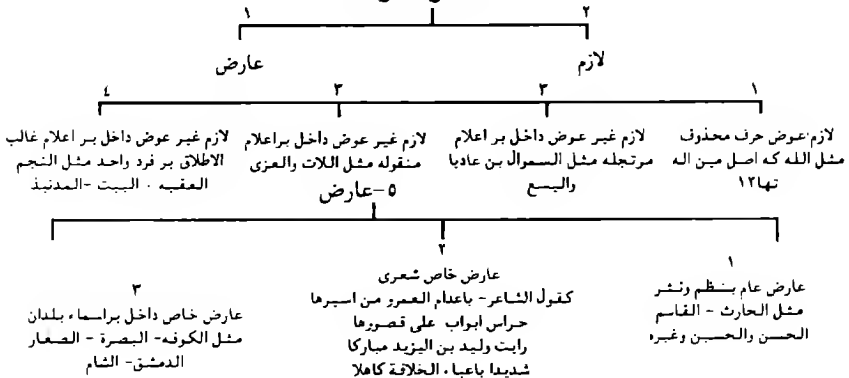 ١
٢
عارض
لازم
١
٣
٣
٤
لازم عوض حرف محذوف
مثل الله كه اصل مين اله
تها١٢
لازم غير عوض داخل بر اعلام
مرتجله مثل السموال بن عاديا
واليسع
لازم غير عوض داخل براعلام
منقوله مثل اللات والعزى
لازم غير عوض داخل بر اعلام غالب
الاطلاق بر فرد واحد مثل النجم
العقبه . البيت -المدنيذ
٥-عارض
١
عارض عام بنظم ونثر
مثل الحارث - القاسم
الحسن والحسين وغيره
٢
عارض خاص شعرى
كقول الشاعر- باعدام العمرو من اسيرها
حراس ابواب على قصورها
رايت وليد بن اليزيد مباركا
شديدا باعباء الخلافة كاهلا
٣
عارض خاص داخل براسماء بلدان
مثل الكوفه- البصرة - الصغار
الدمشق- الشام